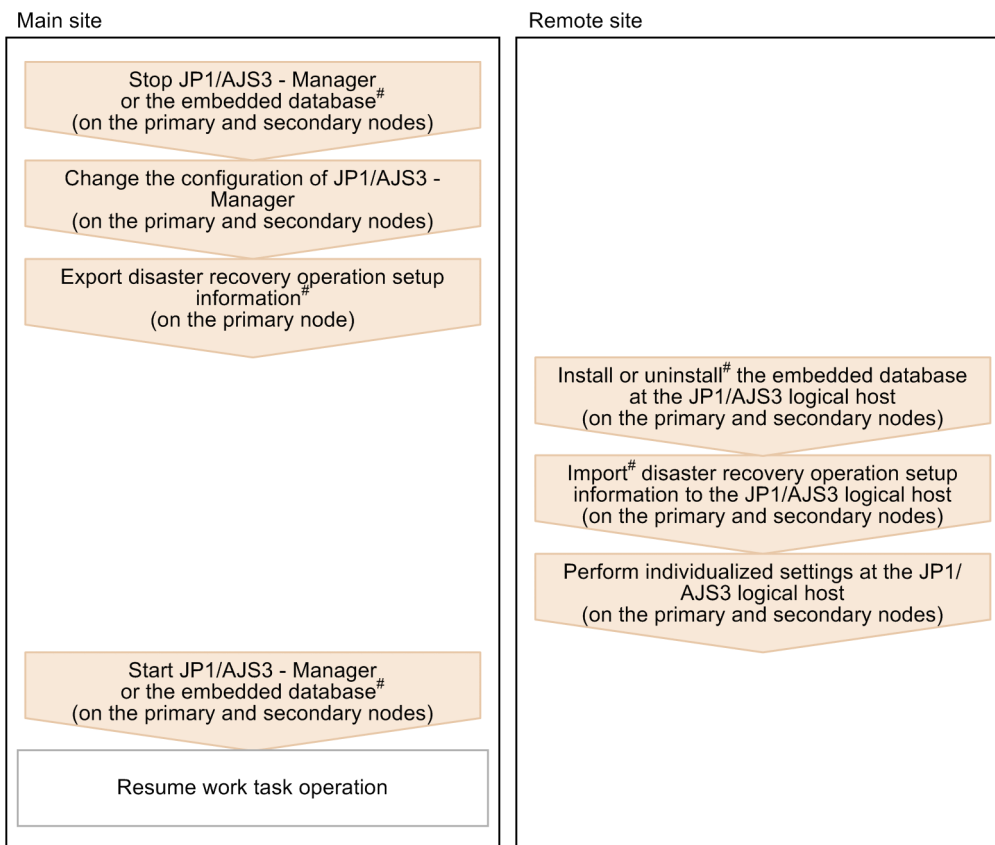 Main site
Stop JP1/AJS3 - Manager
or the embedded database#
(on the primary and secondary nodes)
Change the configuration of JP1/AJS3 -
Manager
(on the primary and secondary nodes)
Export disaster recovery operation setup
information#
(on the primary node)
Remote site
Install or uninstall# the embedded database
at the JP1/AJS3 logical host
(on the primary and secondary nodes)
Import# disaster recovery operation setup
information to the JP1/AJS3 logical host
(on the primary and secondary nodes)
Perform individualized settings at the JP1/
AJS3 logical host
(on the primary and secondary nodes)
Start JP1/AJS3 - Manager
or the embedded database#
(on the primary and secondary nodes)
Resume work task operation